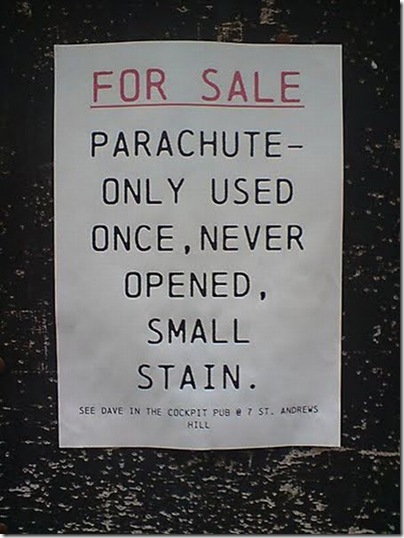 FOR SALE
PARACHUTE-
ONLY USED
ONCE, NEVER
OPENED,
SMALL
STAIN.
SEE DAVE IN THE COCKPIT PUB @ 7 ST. ANDREWS
HILL